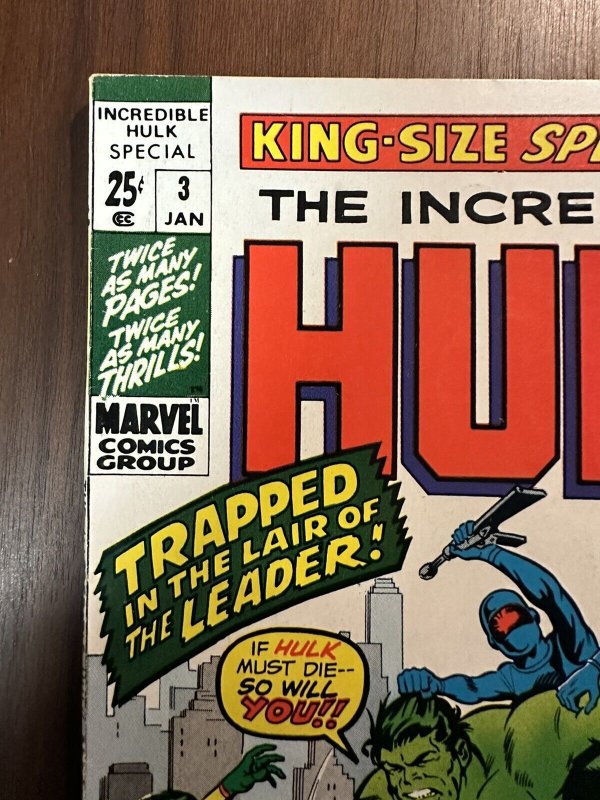 INCREDIBLE
HULK
SPECIAL
25¢
CC
3
JAN
TWICE
AS MANY
PAGES!
TWICE
AS MANY
THRILLS!
TM
MARVEL
COMICS
GROUP
KING-SIZE SP
THE INCRE
HU
TRAPPED
IN THE LAIR OF
THE LEADER!
IF HULK
MUST DIE--
SO WILL
YOU!!